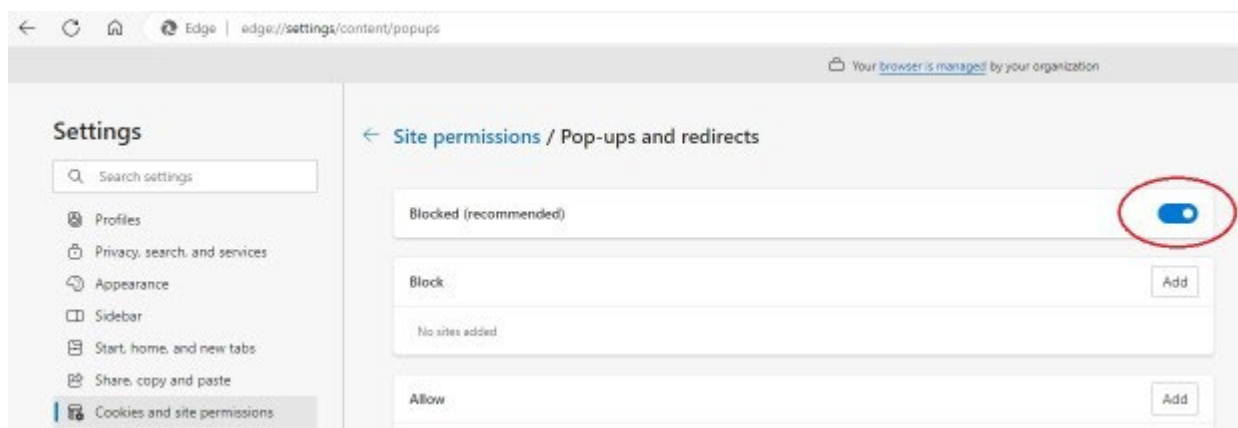 Edge | edge://settings/content/popups
Your browser is managed by your organization
Settings
Search settings
Profiles
Privacy, search, and services
Appearance
Sidebar
Start, home, and new tabs
Share, copy and paste
Cookies and site permissions
Site permissions / Pop-ups and redirects
Blocked (recommended)
Block
Add
No sites added
Allow
Add